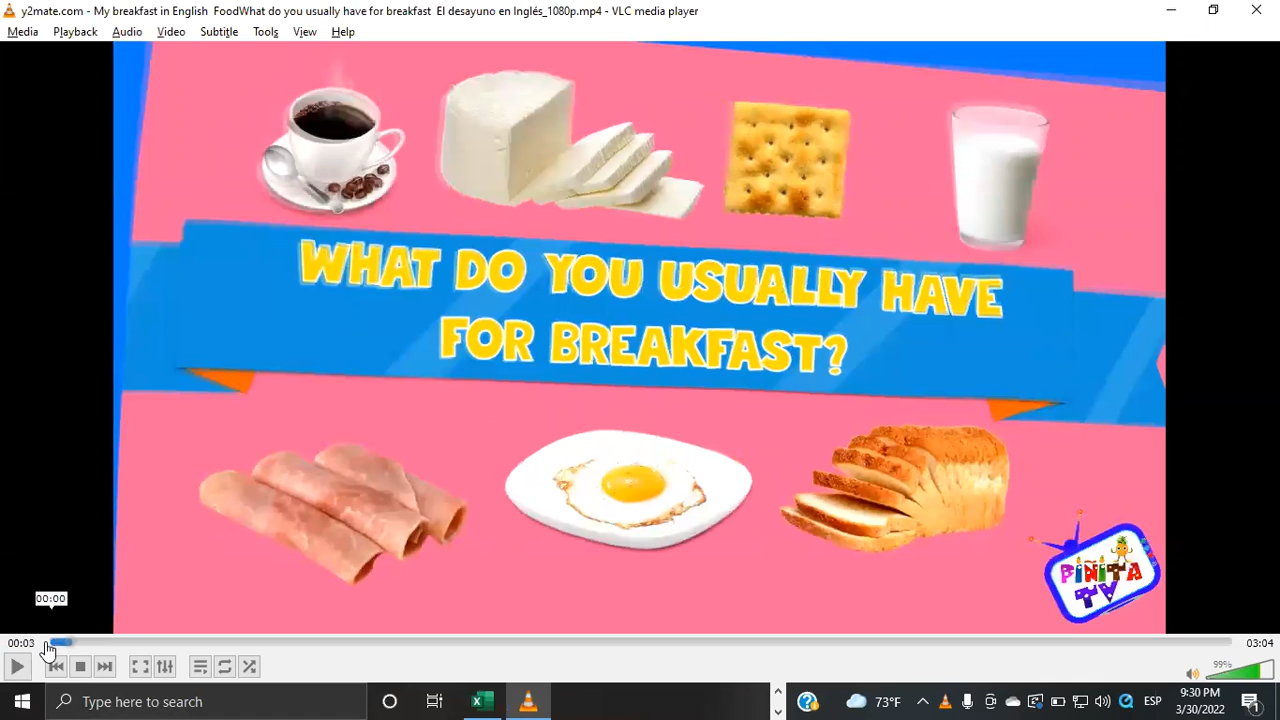 y2mate.com - My breakfast in English  FoodWhat do you usually have for breakfast  El desayuno en Inglés_1080p.mp4 - VLC media player
Media Playback Audio Video Subtitle Tools View Help
WHAT DO YOU USUALLY HAVE
FOR BREAKFAST?
PIÑITA
TV
00:00
00:03
03:04
99%
Type here to search
73°F
ESP
9:30 PM
3/30/2022
1